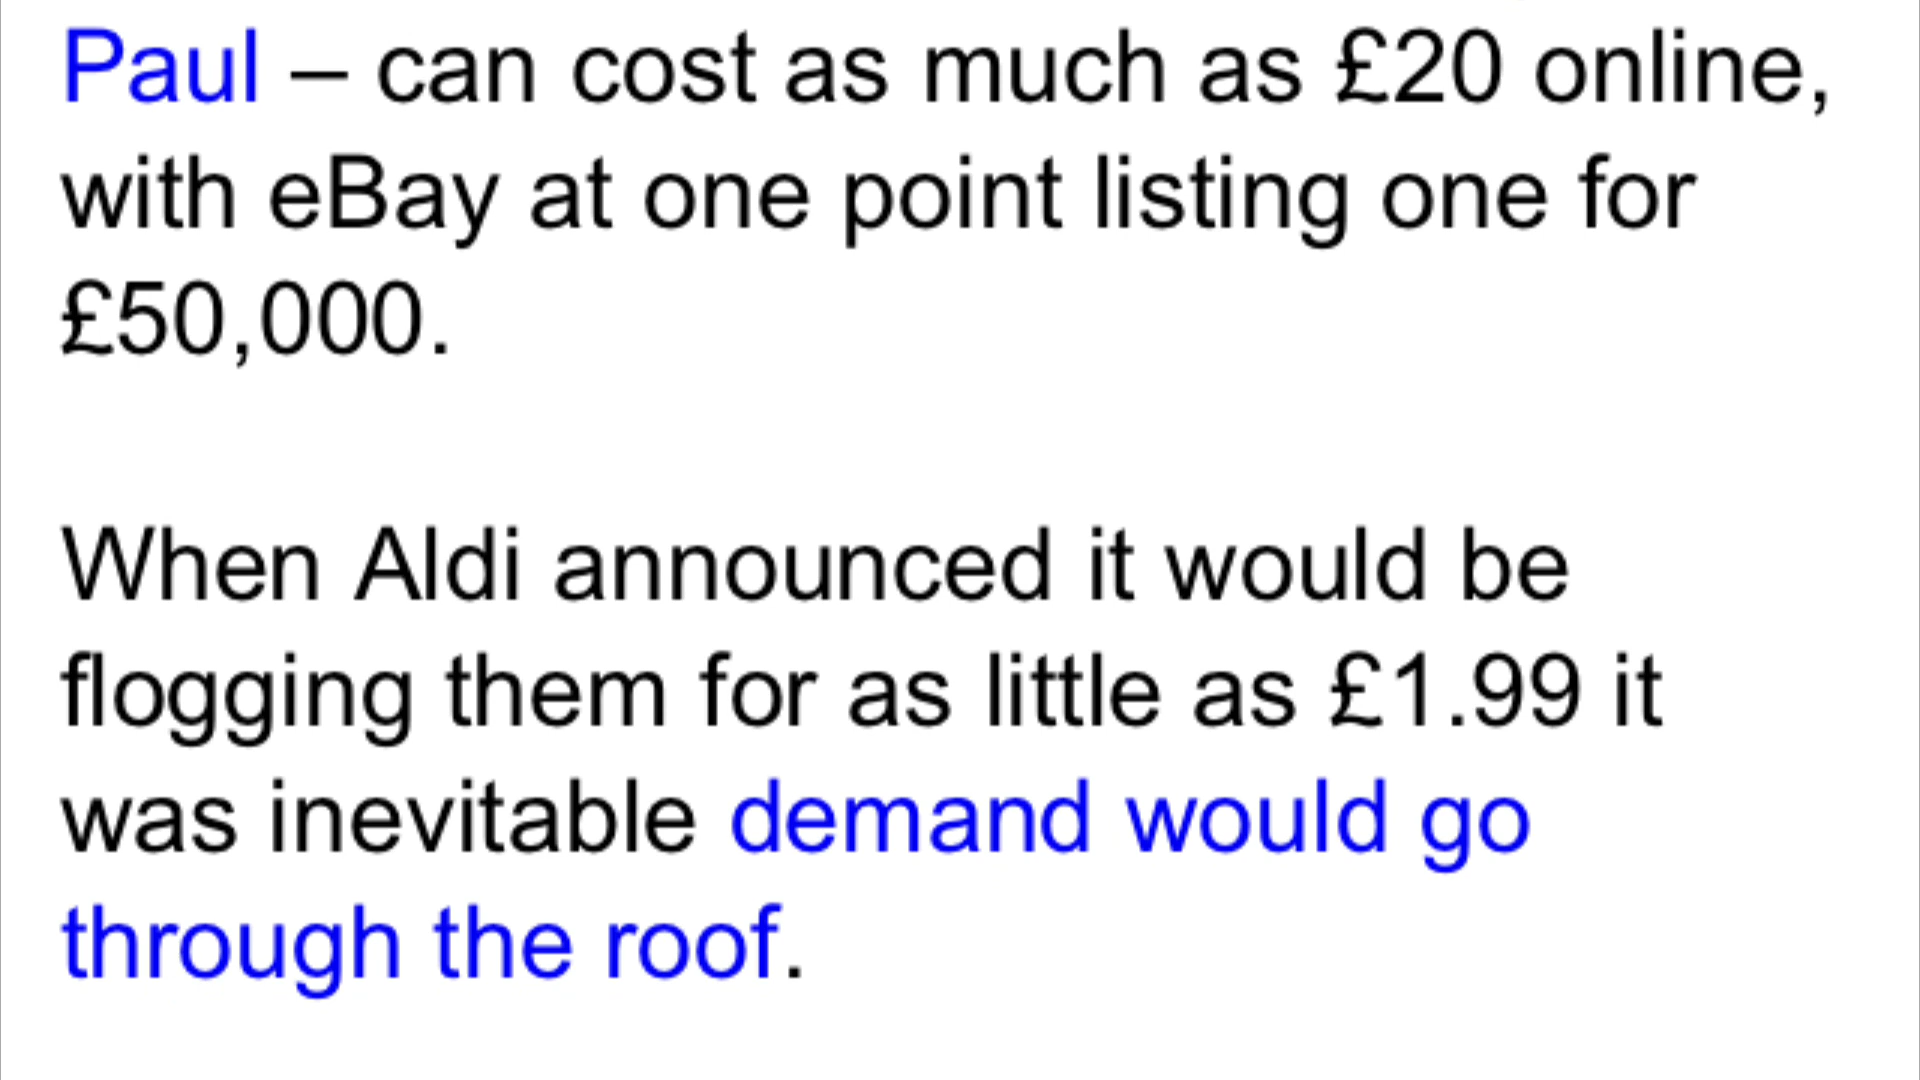 Paul – can cost as much as £20 online,
with eBay at one point listing one for
£50,000.
When Aldi announced it would be
flogging them for as little as £1.99 it
was inevitable demand would go
through the roof.